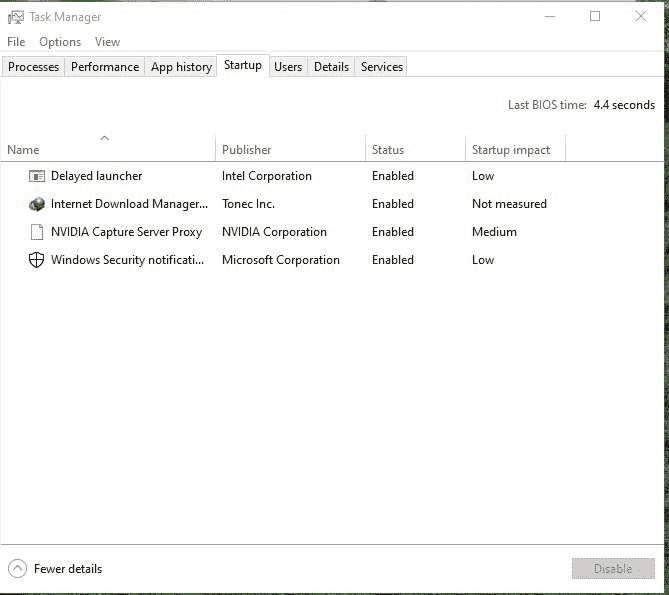 Task Manager
File Options View
Processes Performance App history Startup Users Details Services
Last BIOS time: 4.4 seconds
Name Publisher Status Startup impact
Delayed launcher Intel Corporation Enabled Low
Internet Download Manager... Tonec Inc. Enabled Not measured
NVIDIA Capture Server Proxy NVIDIA Corporation Enabled Medium
Windows Security notificati... Microsoft Corporation Enabled Low
Fewer details Disable